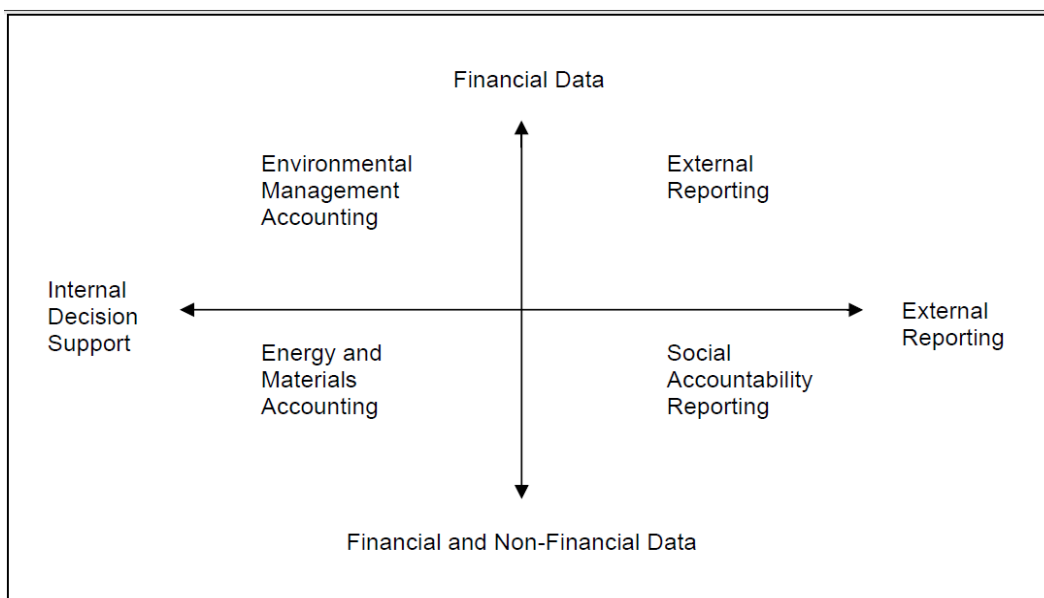 Financial Data
Environmental
Management
Accounting
External
Reporting
Internal
Decision
Support
External
Reporting
Energy and
Materials
Accounting
Social
Accountability
Reporting
Financial and Non-Financial Data